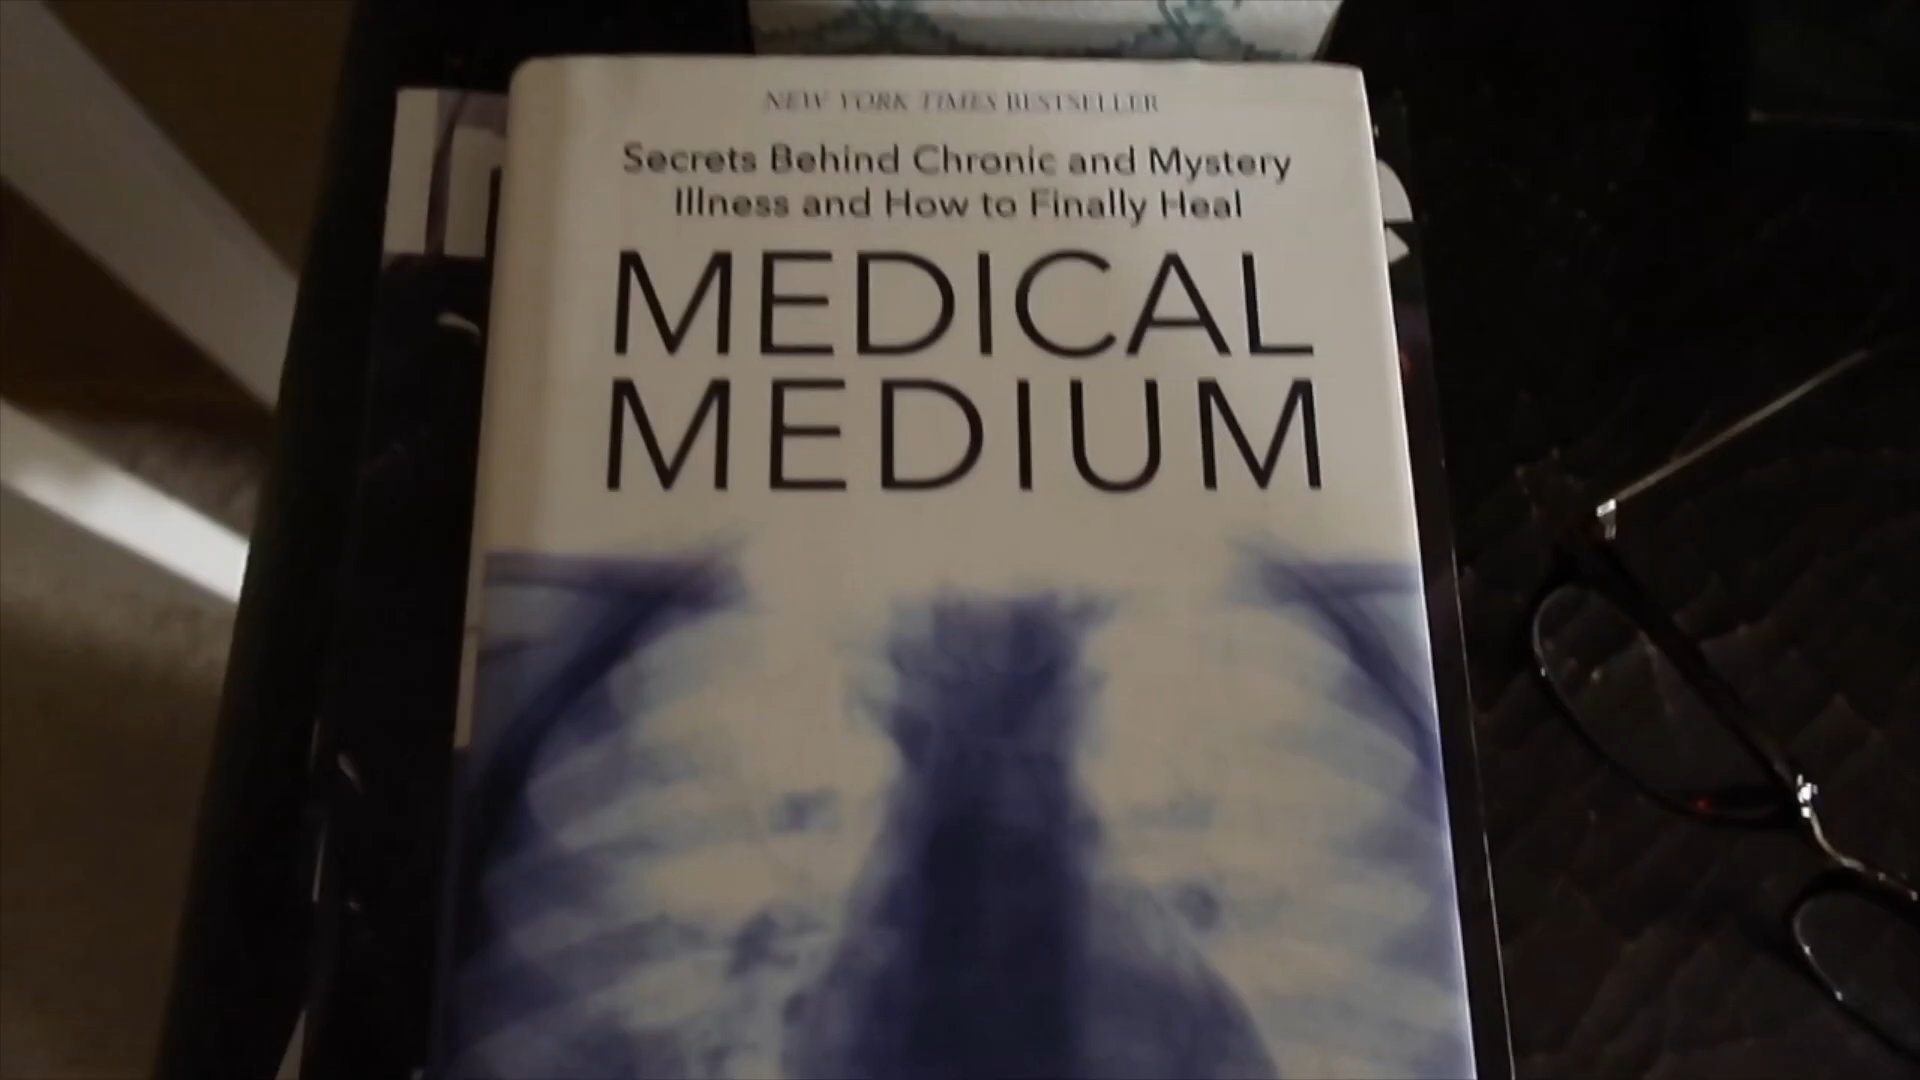 NEW YORK TIMES BESTSELLER
Secrets Behind Chronic and Mystery
Illness and How to Finally Heal
MEDICAL
MEDIUM